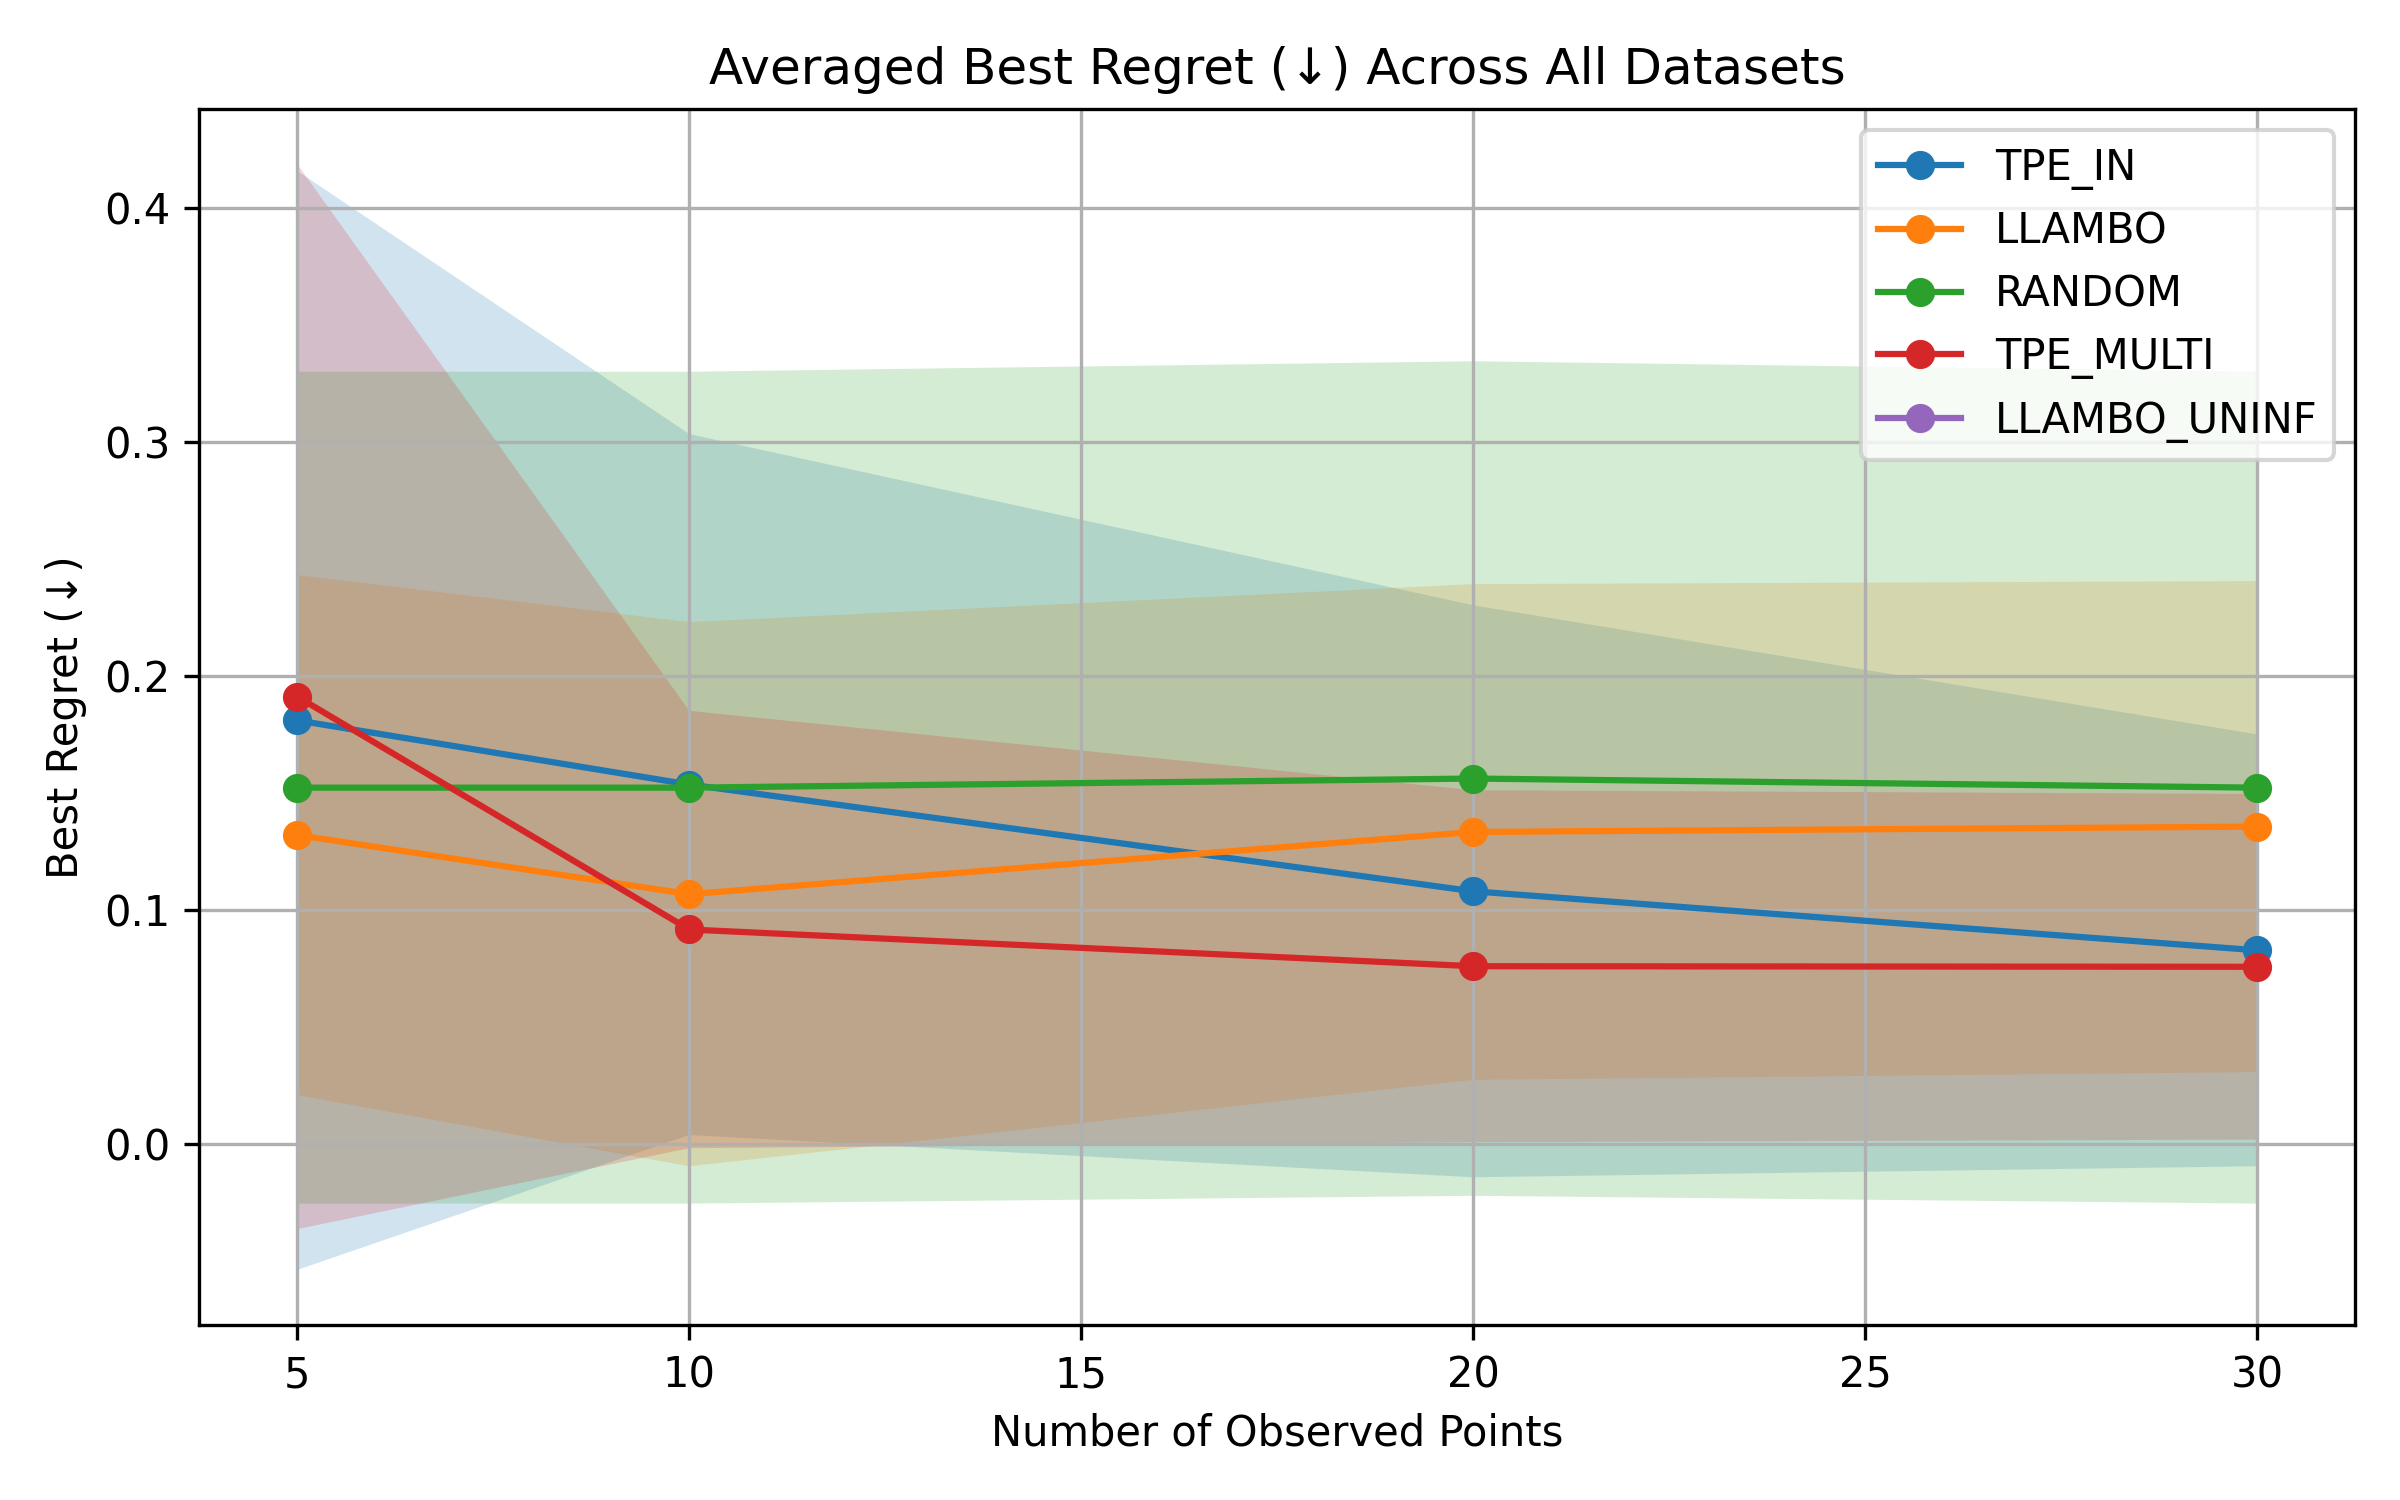 Averaged Best Regret (↓) Across All Datasets
TPE_IN
LLAMBO
RANDOM
TPE_MULTI
LLAMBO_UNINF
Best Regret (↓)
0.4
0.3
0.2
0.1
0.0
5 10 15 20 25 30
Number of Observed Points